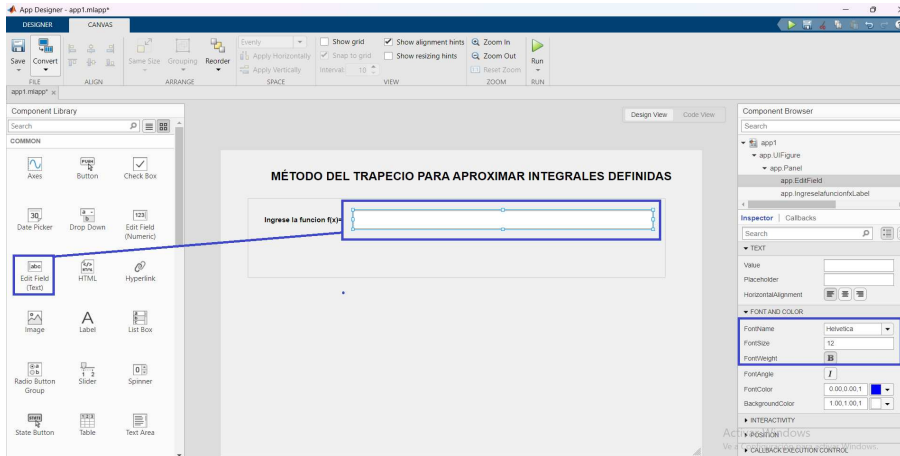 App Designer - app1.mlapp*
DESIGNER CANVAS
Save Convert Same Size Grouping Reorder
Evenly
Apply Horizontally
Apply Vertically
Show grid
Snap to grid
Interval: 10
Show alignment hints
Show resizing hints
Zoom In
Zoom Out
Reset Zoom
Run
FILE ALIGN ARRANGE SPACE VIEW ZOOM RUN
app1.mlapp* ×
Component Library
Search
COMMON
Axes Button Check Box
Date Picker Drop Down Edit Field (Numeric)
Edit Field (Text) HTML Hyperlink
Image Label List Box
Radio Button Group Slider Spinner
State Button Table Text Area
Design View Code View
MÉTODO DEL TRAPECIO PARA APROXIMAR INTEGRALES DEFINIDAS
Ingrese la funcion f(x)=
Component Browser
Search
app1
app.UIFigure
app.Panel
app.EditField
app.IngreselafuncionfxLabel
Inspector Callbacks
Search
TEXT
Value
Placeholder
HorizontalAlignment
FONT AND COLOR
FontName Helvetica
FontSize 12
FontWeight B
FontAngle I
FontColor 0.00,0.00,1
BackgroundColor 1.00,1.00,1
INTERACTIVITY
POSITION
CALLBACK EXECUTION CONTROL